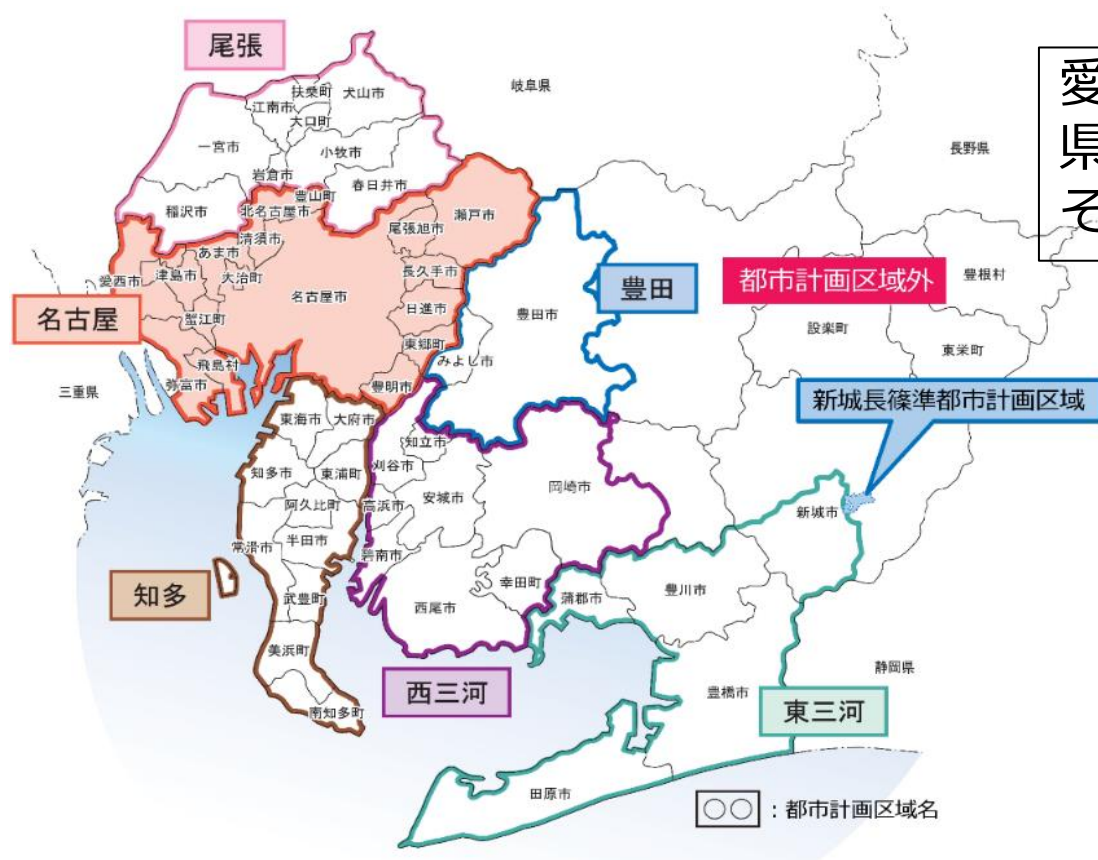 尾張
愛
県
そ
岐阜県
長野県
扶桑町
犬山市
江南市
大口町
一宮市
小牧市
岩倉市
春日井市
豊山町
稲沢市
北名古屋市
瀬戸市
尾張旭市
清須市
あま市
愛西市
津島市
大治町
長久手市
名古屋市
名古屋
蟹江町
日進市
東郷町
飛島村
弥富市
豊明市
三重県
豊田
豊田市
みよし市
都市計画区域外
豊根村
設楽町
東栄町
新城長篠準都市計画区域
東海市
大府市
知立市
刈谷市
知多市
東浦町
安城市
岡崎市
新城市
阿久比町
高浜市
常滑市
半田市
碧南市
知多
武豊町
西尾市
幸田町
蒲郡市
豊川市
美浜町
西三河
静岡県
豊橋市
東三河
南知多町
田原市
○○:都市計画区域名